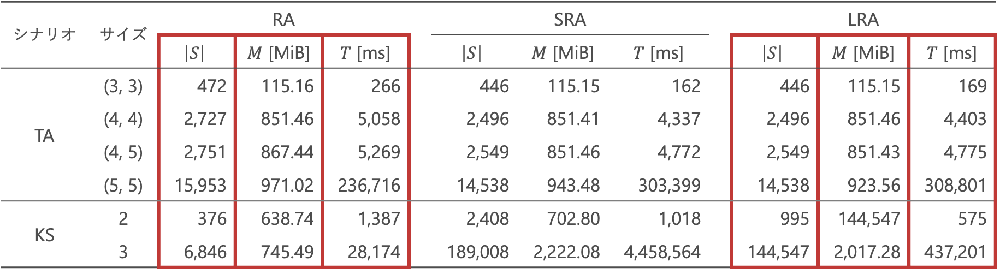 RA SRA LRA
シナリオ サイズ |S| M [MiB] T [ms] |S| M [MiB] T [ms] |S| M [MiB] T [ms]
(3, 3) 472 115.16 266 446 115.15 162 446 115.15 169
(4, 4) 2,727 851.46 5,058 2,496 851.41 4,337 2,496 851.46 4,403
TA
(4, 5) 2,751 867.44 5,269 2,549 851.46 4,772 2,549 851.43 4,775
(5, 5) 15,953 971.02 236,716 14,538 943.48 303,399 14,538 923.56 308,801
2 376 638.74 1,387 2,408 702.80 1,018 995 144,547 575
KS
3 6,846 745.49 28,174 189,008 2,222.08 4,458,564 144,547 2,017.28 437,201